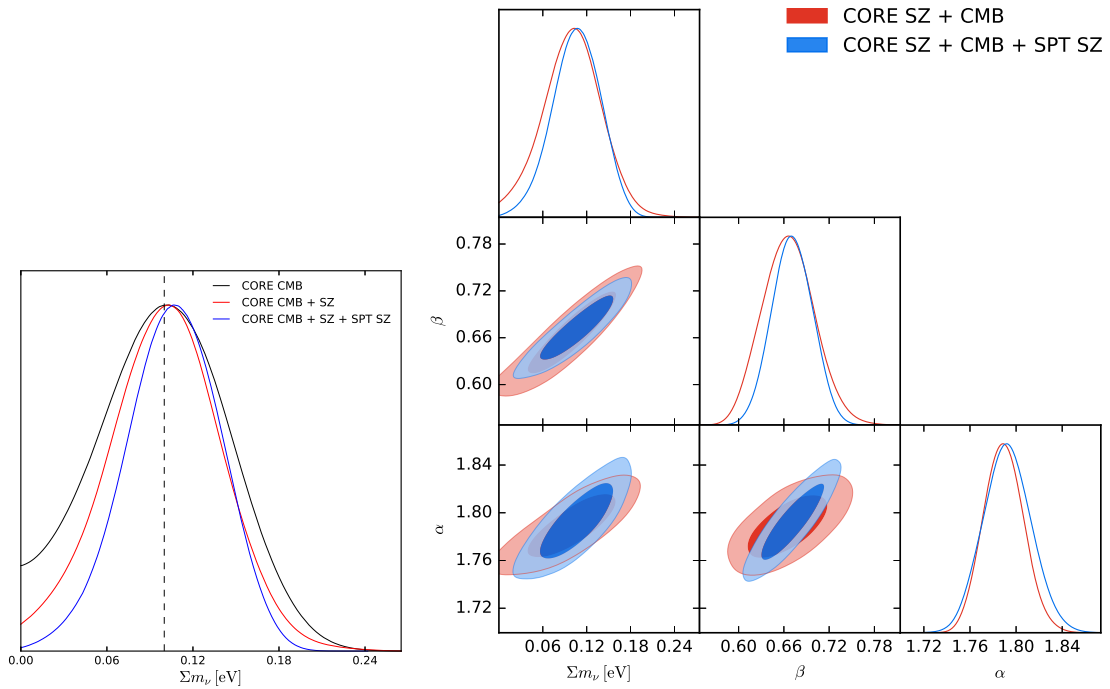 CORE SZ + CMB
CORE SZ + CMB + SPT SZ
CORE CMB
CORE CMB + SZ
CORE CMB + SZ + SPT SZ
0.00 0.06 0.12 0.18 0.24
Σmν [eV]
0.78
0.72
0.66
0.60
β
1.84
1.80
1.76
1.72
α
0.06 0.12 0.18 0.24
Σmν [eV]
0.60 0.66 0.72 0.78
β
1.72 1.76 1.80 1.84
α